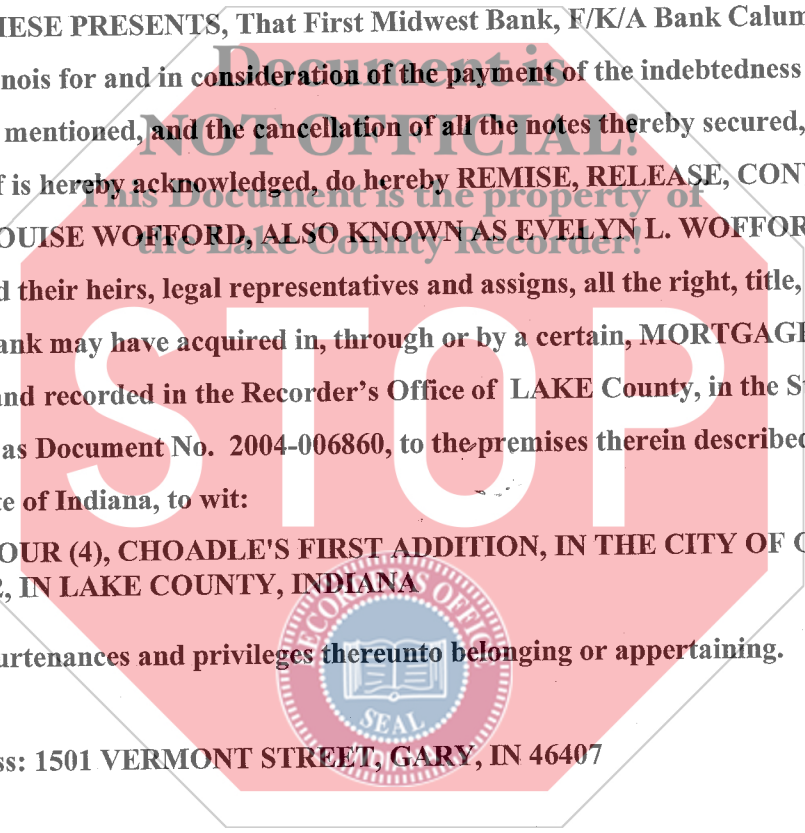 HESE PRESENTS, That First Midwest Bank, F/K/A Bank Calum
Document is
nois for and in consideration of the payment of the indebtedness
mentioned, and the cancellation of all the notes thereby secured,
NOT OFFICIAL!
f is hereby acknowledged, do hereby REMISE, RELEASE, CON
This Document is the property of
OUISE WOFFORD, ALSO KNOWN AS EVELYN L. WOFFOR
the Lake County Recorder!
d their heirs, legal representatives and assigns, all the right, title,
ank may have acquired in, through or by a certain, MORTGAGE
STOP
and recorded in the Recorder's Office of LAKE County, in the S
as Document No. 2004-006860, to the premises therein described
te of Indiana, to wit:
OUR (4), CHOADLE'S FIRST ADDITION, IN THE CITY OF G
2, IN LAKE COUNTY, INDIANA
RECORDER'S OFFICE
urtenances and privileges thereunto belonging or appertaining.
SEAL
ss: 1501 VERMONT STREET, GARY, IN 46407